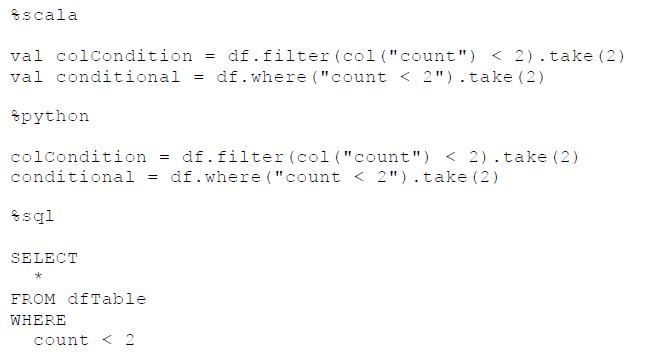 %scala
val colCondition = df.filter(col("count") < 2).take(2)
val conditional = df.where("count < 2").take(2)
%python
colCondition = df.filter(col("count") < 2).take(2)
conditional = df.where("count < 2").take(2)
%sql
SELECT
*
FROM dfTable
WHERE
count < 2